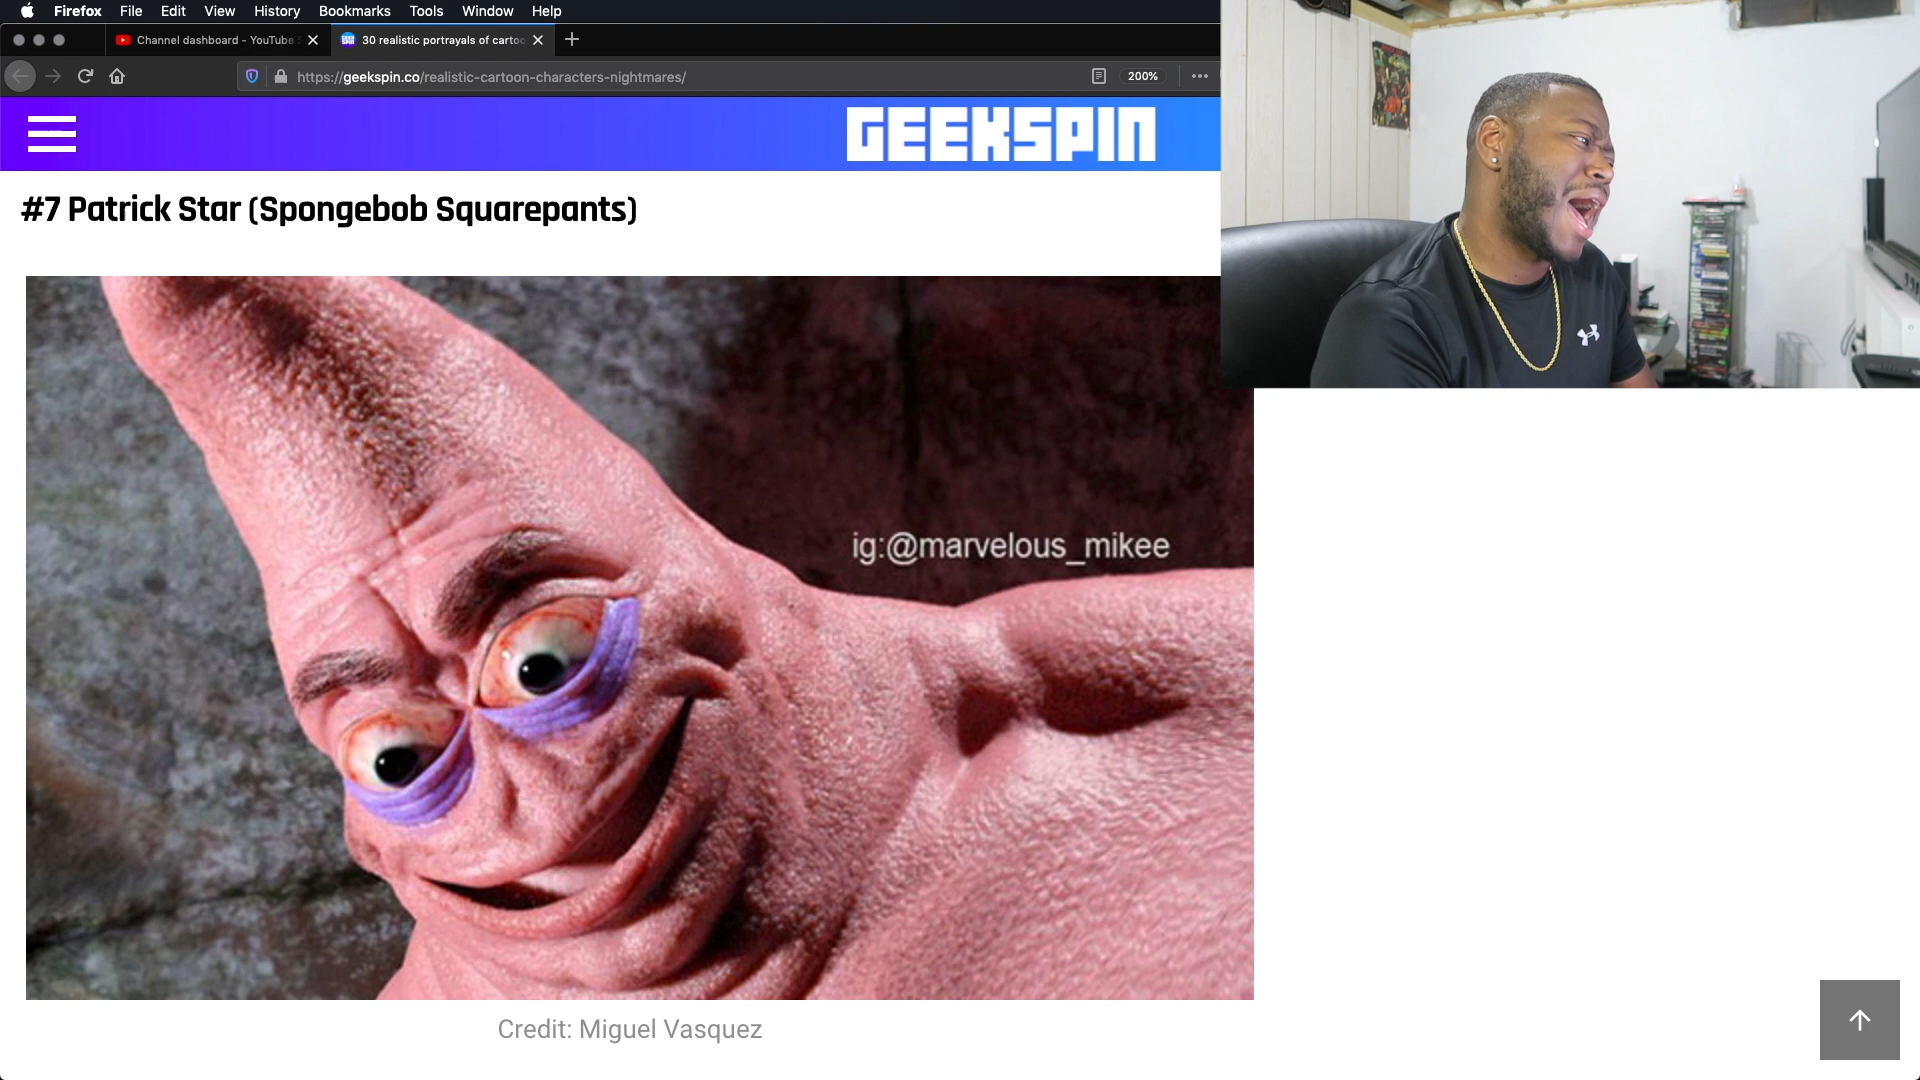 Firefox File Edit View History Bookmarks Tools Window Help
Channel dashboard - YouTube
30 realistic portrayals of cartoo
https://geekspin.co/realistic-cartoon-characters-nightmares/
200%
GEEKSPIN
#7 Patrick Star (Spongebob Squarepants)
ig:@marvelous_mikee
Credit: Miguel Vasquez